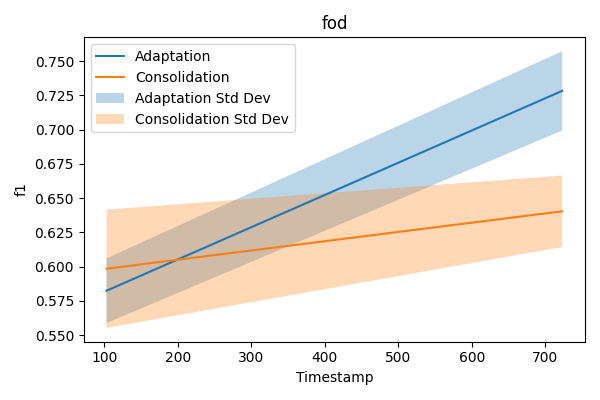 fod
Adaptation
Consolidation
Adaptation Std Dev
Consolidation Std Dev
f1
0.750
0.725
0.700
0.675
0.650
0.625
0.600
0.575
0.550
100 200 300 400 500 600 700
Timestamp